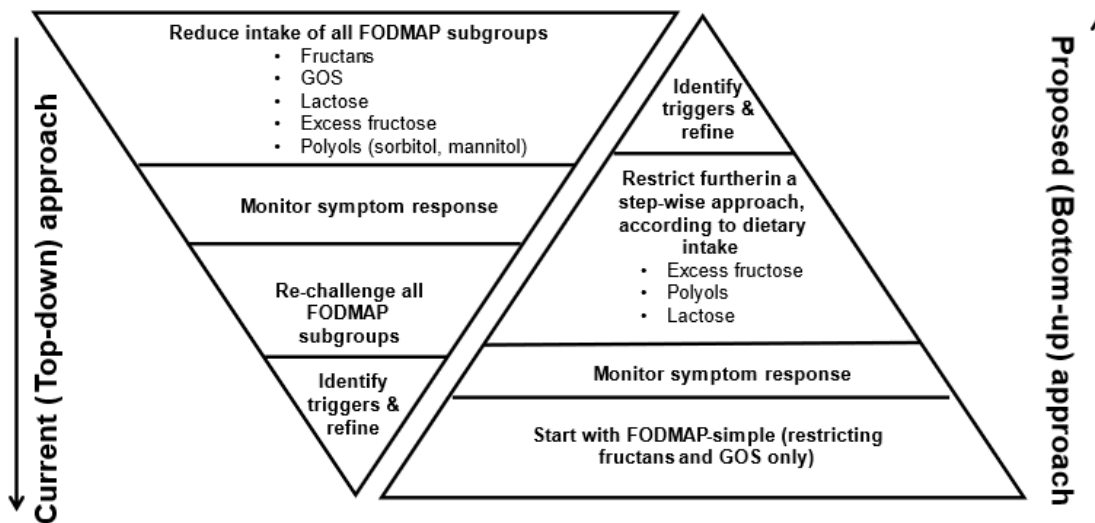 Current (Top-down) approach
Reduce intake of all FODMAP subgroups
• Fructans
• GOS
• Lactose
• Excess fructose
• Polyols (sorbitol, mannitol)
Monitor symptom response
Re-challenge all
FODMAP
subgroups
Identify
triggers &
refine
Identify
triggers &
refine
Restrict furtherin a
step-wise approach,
according to dietary
intake
• Excess fructose
• Polyols
• Lactose
Monitor symptom response
Start with FODMAP-simple (restricting
fructans and GOS only)
Proposed (Bottom-up) approach